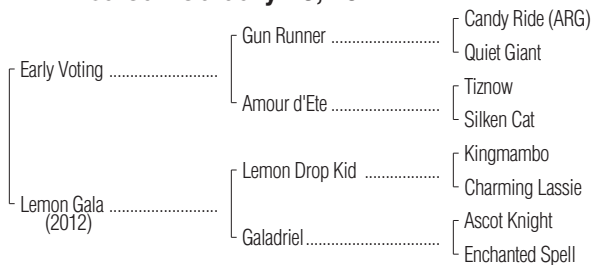 Candy Ride (ARG)
Gun Runner
Quiet Giant
Early Voting
Tiznow
Amour d'Ete
Silken Cat
Kingmambo
Lemon Drop Kid
Charming Lassie
Lemon Gala
(2012)
Ascot Knight
Galadriel
Enchanted Spell